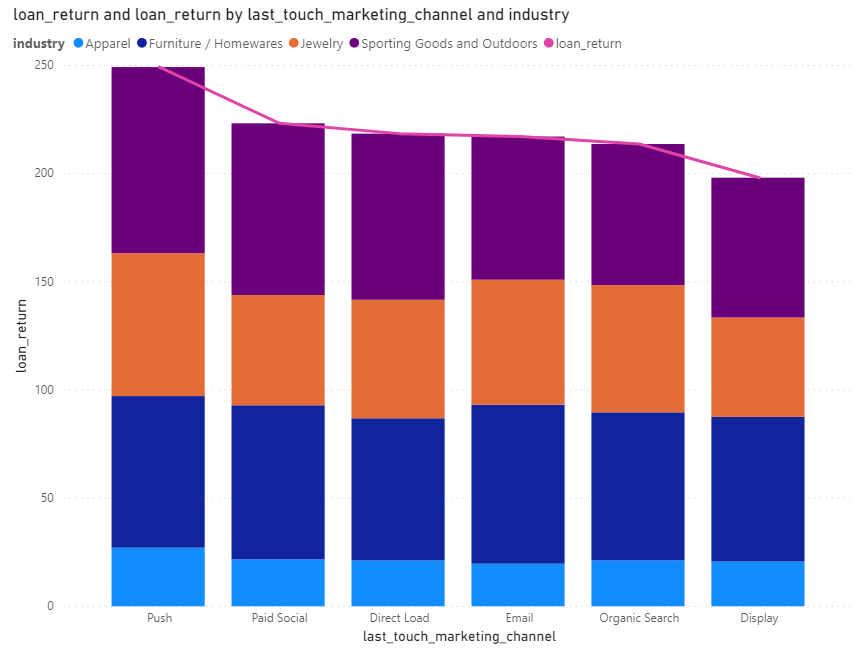 loan_return and loan_return by last_touch_marketing_channel and industry
industry Apparel Furniture / Homewares Jewelry Sporting Goods and Outdoors loan_return
250
200
150
100
50
0
loan_return
Push Paid Social Direct Load Email Organic Search Display
last_touch_marketing_channel